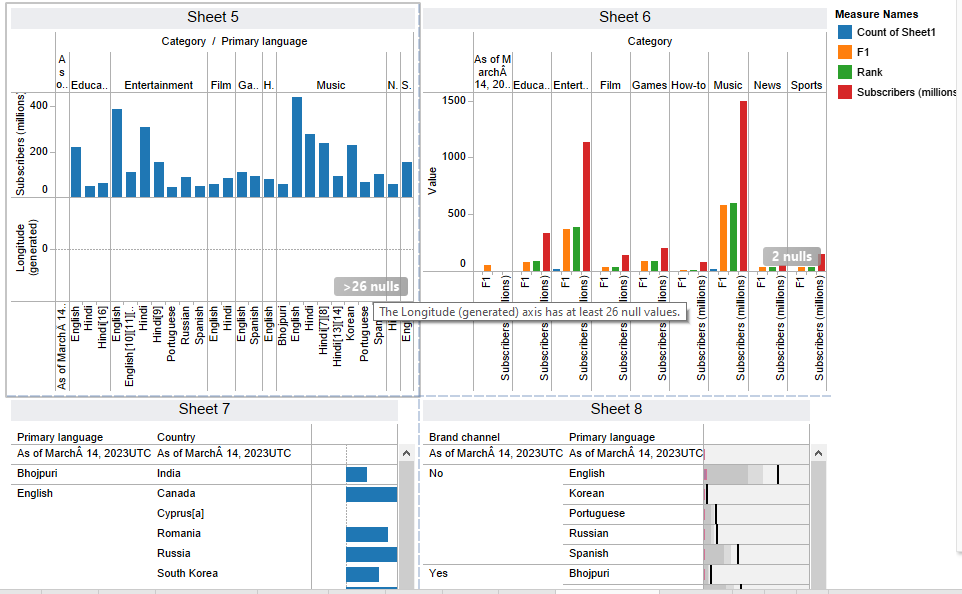 Sheet 5
Category / Primary language
A
s
o..
Educa..
Entertainment
Film
Ga..
H.
Music
N.
S.
Subscribers (millions)
400
200
0
Longitude
(generated)
0
>26 nulls
The Longitude (generated) axis has at least 26 null values.
As of March 14..
English
Hindi
Hindi[16]
English
English[10][11][..
Hindi
Hindi[9]
Portuguese
Russian
Spanish
English
Hindi
English
Spanish
English
Bhojpuri
English
Hindi
Hindi[7][8]
Hindi[13][14]
Korean
Portuguese
Sheet 6
Category
As of M
archÂ
14, 20..
Educa..
Entert..
Film
Games
How-to
Music
News
Sports
Value
1500
1000
500
0
2 nulls
F1
Subscribers (millions)
F1
Subscribers (millions)
F1
Subscribers (millions)
F1
Subscribers (millions)
F1
Subscribers (millions)
F1
Subscribers (millions)
F1
Subscribers (millions)
F1
Subscribers (millions)
F1
Subscribers (millions)
Measure Names
Count of Sheet1
F1
Rank
Subscribers (millions
Sheet 7
Primary language
Country
As of MarchÂ 14, 2023UTC
As of MarchÂ 14, 2023UTC
Bhojpuri
India
English
Canada
Cyprus[a]
Romania
Russia
South Korea
Sheet 8
Brand channel
Primary language
As of MarchÂ 14, 2023UTC
As of MarchÂ 14, 2023UTC
No
English
Korean
Portuguese
Russian
Spanish
Yes
Bhojpuri